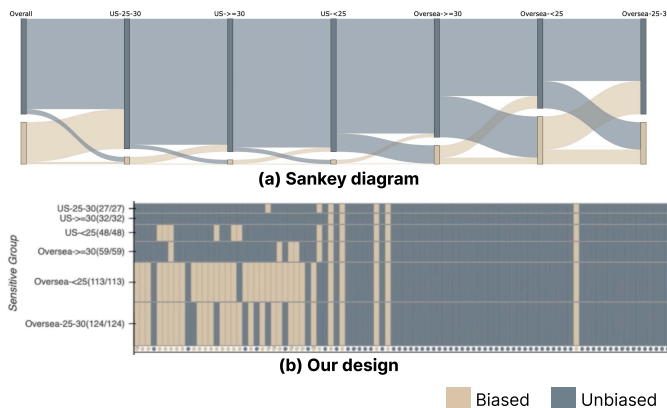 Overall US-25-30 US->=30 US-<25 Oversea->=30 Oversea-<25 Oversea-25-3
(a) Sankey diagram
Sensitive Group
US-25-30(27/27)
US->=30(32/32)
US-<25(48/48)
Oversea->=30(59/59)
Oversea-<25(113/113)
Oversea-25-30(124/124)
(b) Our design
Biased Unbiased